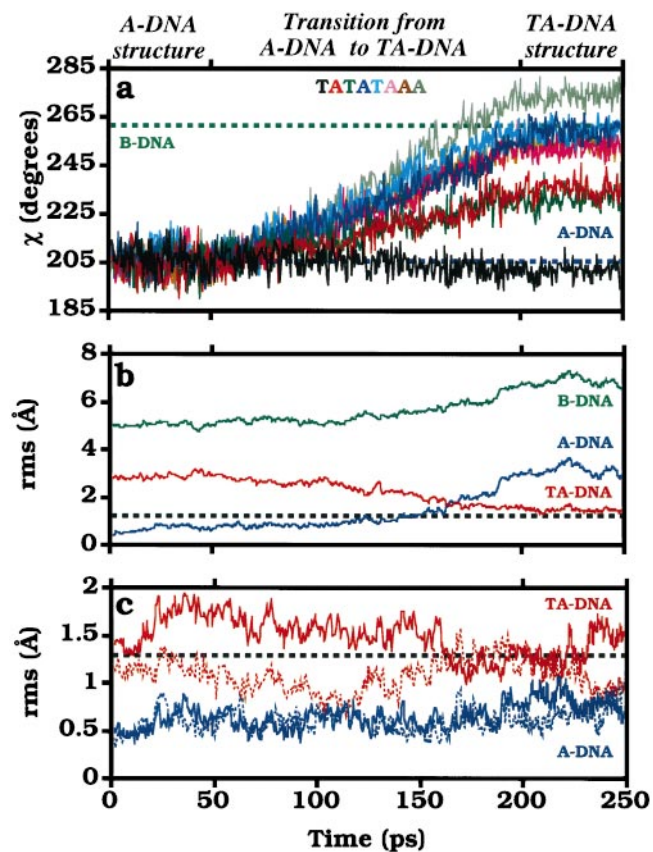 A-DNA structure
Transition from A-DNA to TA-DNA
TA-DNA structure
a
TATATAAA
285
265
245
225
205
185
χ (degrees)
B-DNA
A-DNA
b
8
6
4
2
0
rms (Å)
B-DNA
A-DNA
TA-DNA
c
2
1.5
1
0.5
0
rms (Å)
TA-DNA
A-DNA
0 50 100 150 200 250
Time (ps)